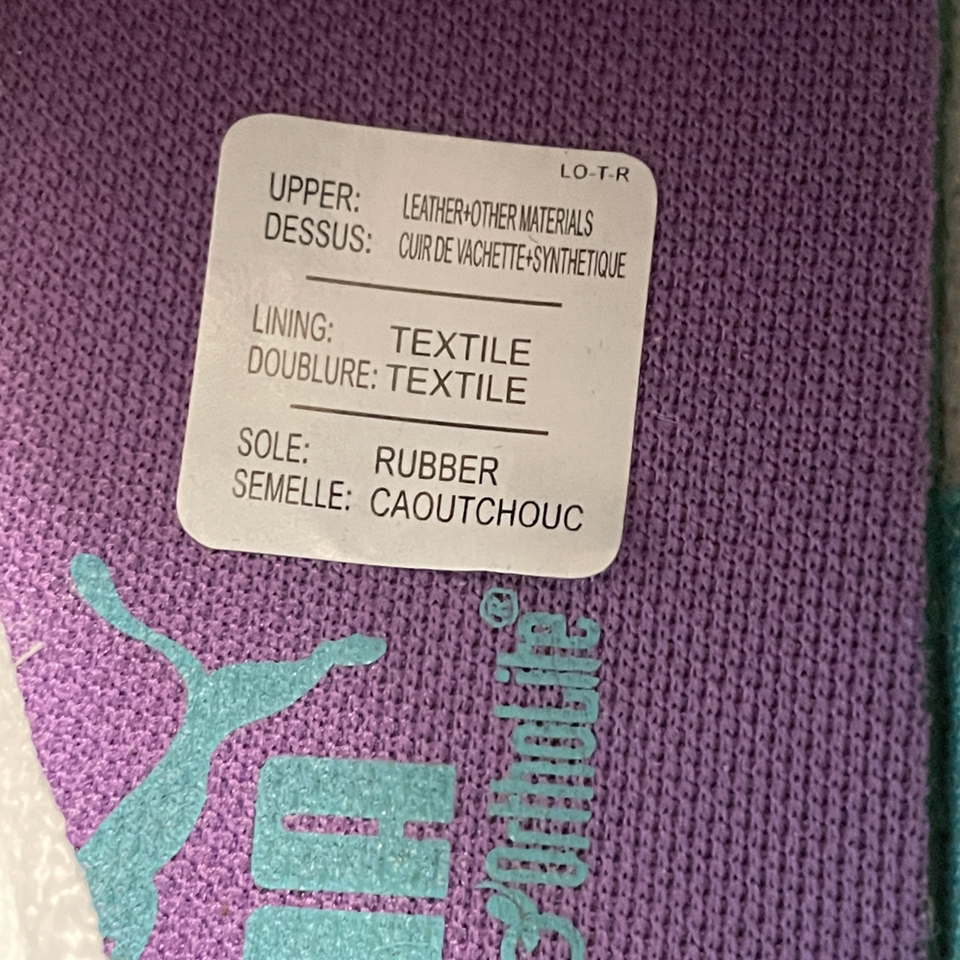 LO-T-R
UPPER: LEATHER+OTHER MATERIALS
DESSUS: CUIR DE VACHETTE+SYNTHETIQUE
LINING: TEXTILE
DOUBLURE: TEXTILE
SOLE: RUBBER
SEMELLE: CAOUTCHOUC
OrthoLite®